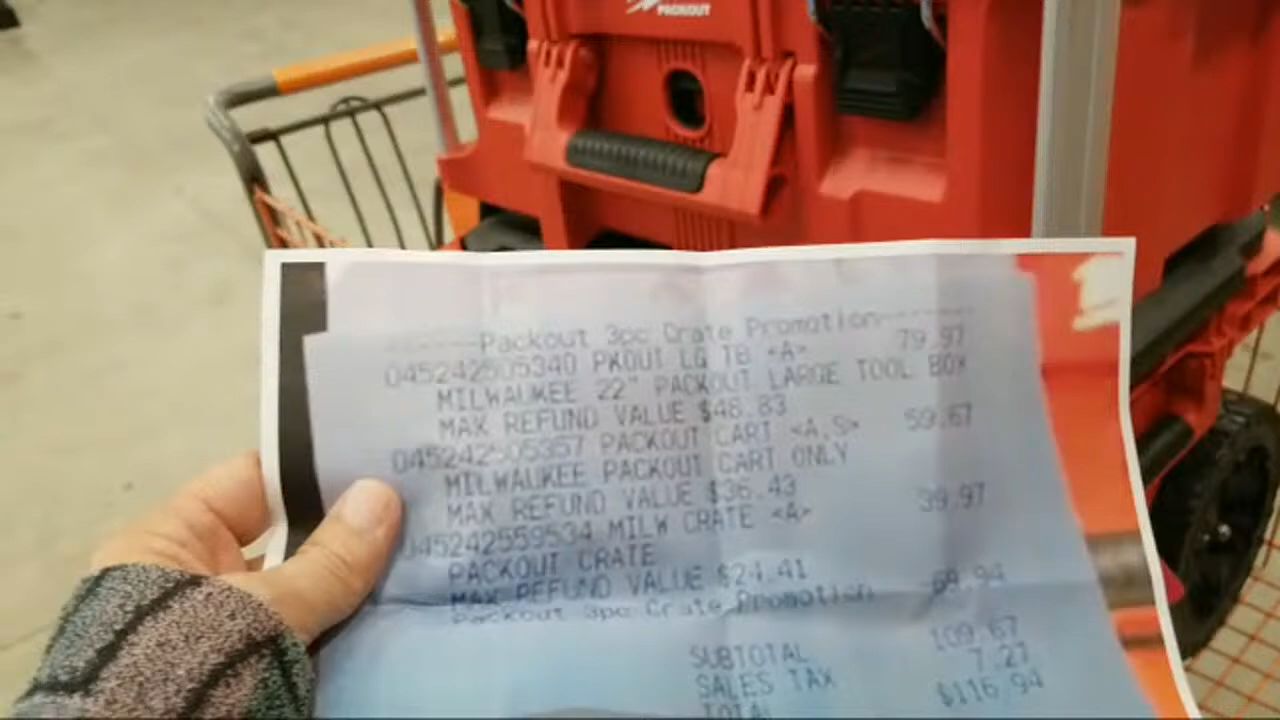 PACKOUT
Packout 3pc Crate Promotion
045242505340 PKOUT LG TB <A> 79.97
MILWAUKEE 22" PACKOUT LARGE TOOL BOX
MAX REFUND VALUE $48.83
045242505357 PACKOUT CART <A,S> 59.67
MILWAUKEE PACKOUT CART ONLY
MAX REFUND VALUE $36.43
045242559534 MILW CRATE <A> 39.97
PACKOUT CRATE
MAX REFUND VALUE $24.41
Packout 3pc Crate Promotion -69.94
SUBTOTAL 109.67
SALES TAX 7.27
TOTAL $116.94